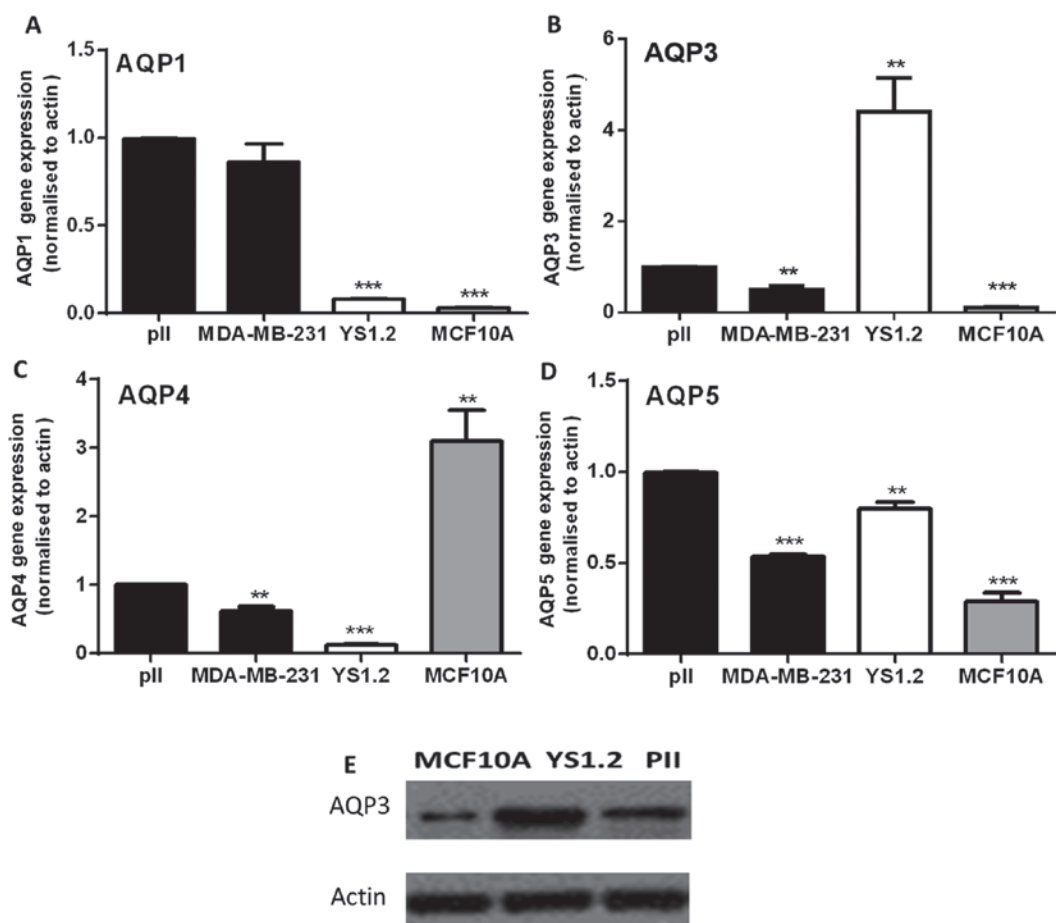 A
AQP1
AQP1 gene expression
(normalised to actin )
1.5
1.0
0.5
0.0
***
***
pII MDA-MB-231 YS1.2 MCF10A
B
AQP3
AQP3 gene expression
(normalised to actin )
6
4
2
0
**
**
***
pII MDA-MB-231 YS1.2 MCF10A
C
AQP4
AQP4 gene expression
(normalised to actin )
4
3
2
1
0
**
***
**
pII MDA-MB-231 YS1.2 MCF10A
D
AQP5
AQP5 gene expression
(normalised to actin )
1.5
1.0
0.5
0.0
***
**
***
pII MDA-MB-231 YS1.2 MCF10A
E
MCF10A YS1.2 PII
AQP3
Actin